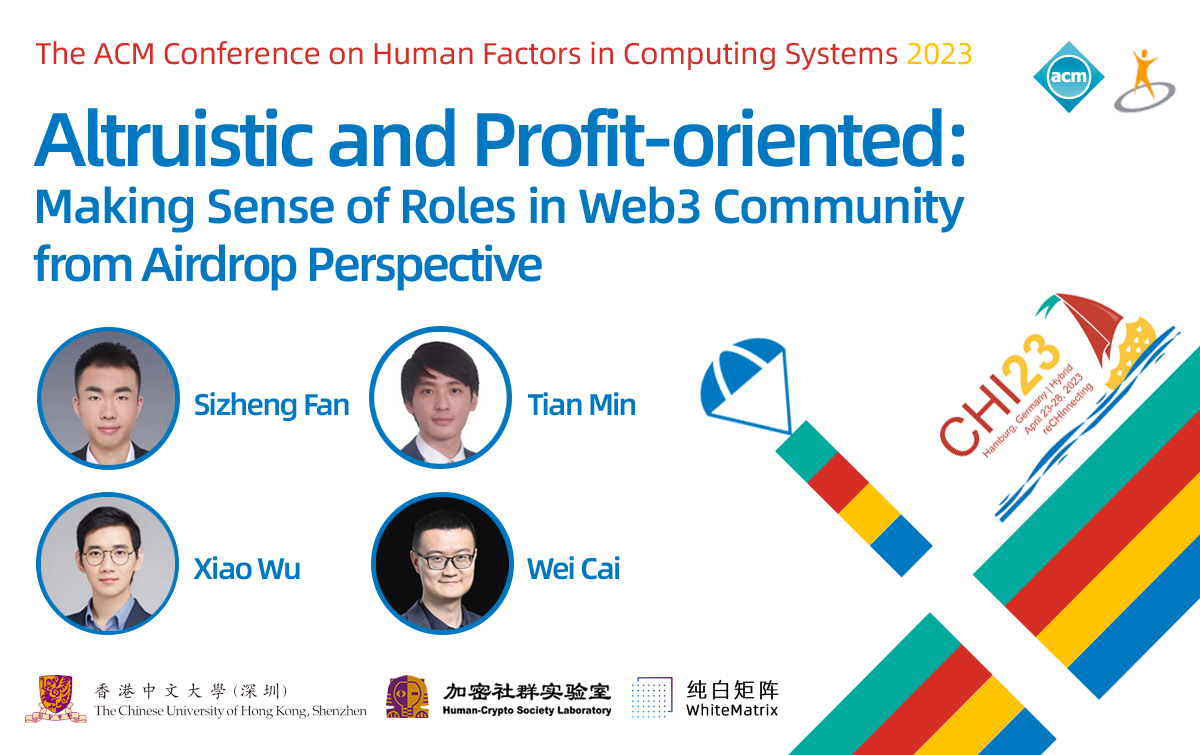 The ACM Conference on Human Factors in Computing Systems 2023
acm
Altruistic and Profit-oriented:
Making Sense of Roles in Web3 Community
from Airdrop Perspective
CHI23
Hamburg, Germany | Hybrid
April 23-28, 2023
reCHInnecting
Sizheng Fan
Tian Min
Xiao Wu
Wei Cai
香港中文大學(深圳)
The Chinese University of Hong Kong, Shenzhen
加密社群实验室
Human-Crypto Society Laboratory
纯白矩阵
WhiteMatrix